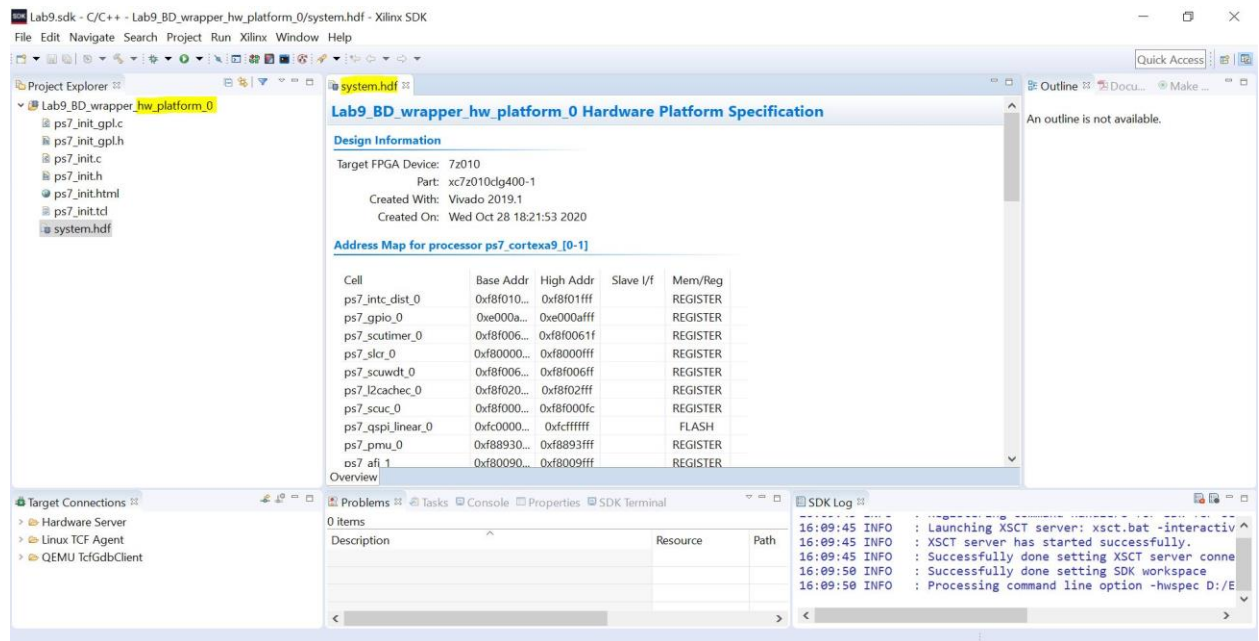 Lab9.sdk - C/C++ - Lab9_BD_wrapper_hw_platform_0/system.hdf - Xilinx SDK
File Edit Navigate Search Project Run Xilinx Window Help
Quick Access
Project Explorer
Lab9_BD_wrapper_hw_platform_0
ps7_init_gpl.c
ps7_init_gpl.h
ps7_init.c
ps7_init.h
ps7_init.html
ps7_init.tcl
system.hdf
system.hdf
Lab9_BD_wrapper_hw_platform_0 Hardware Platform Specification
Design Information
Target FPGA Device: 7z010
Part: xc7z010clg400-1
Created With: Vivado 2019.1
Created On: Wed Oct 28 18:21:53 2020
Address Map for processor ps7_cortexa9_[0-1]
Cell Base Addr High Addr Slave I/f Mem/Reg
ps7_intc_dist_0 0xf8f010... 0xf8f01fff REGISTER
ps7_gpio_0 0xe000a... 0xe000afff REGISTER
ps7_scutimer_0 0xf8f006... 0xf8f0061f REGISTER
ps7_slcr_0 0xf80000... 0xf8000fff REGISTER
ps7_scuwdt_0 0xf8f006... 0xf8f006ff REGISTER
ps7_l2cachec_0 0xf8f020... 0xf8f02fff REGISTER
ps7_scuc_0 0xf8f000... 0xf8f000fc REGISTER
ps7_qspi_linear_0 0xfc0000... 0xfcffffff FLASH
ps7_pmu_0 0xf88930... 0xf8893fff REGISTER
ps7_afi_1 0xf80090... 0xf8009fff REGISTER
Overview
Outline Docu... Make ...
An outline is not available.
Target Connections
Hardware Server
Linux TCF Agent
QEMU TcfGdbClient
Problems Tasks Console Properties SDK Terminal
0 items
Description Resource Path
SDK Log
16:09:45 INFO : Launching XSCT server: xsct.bat -interactiv
16:09:45 INFO : XSCT server has started successfully.
16:09:45 INFO : Successfully done setting XSCT server conne
16:09:50 INFO : Successfully done setting SDK workspace
16:09:50 INFO : Processing command line option -hwspec D:/E